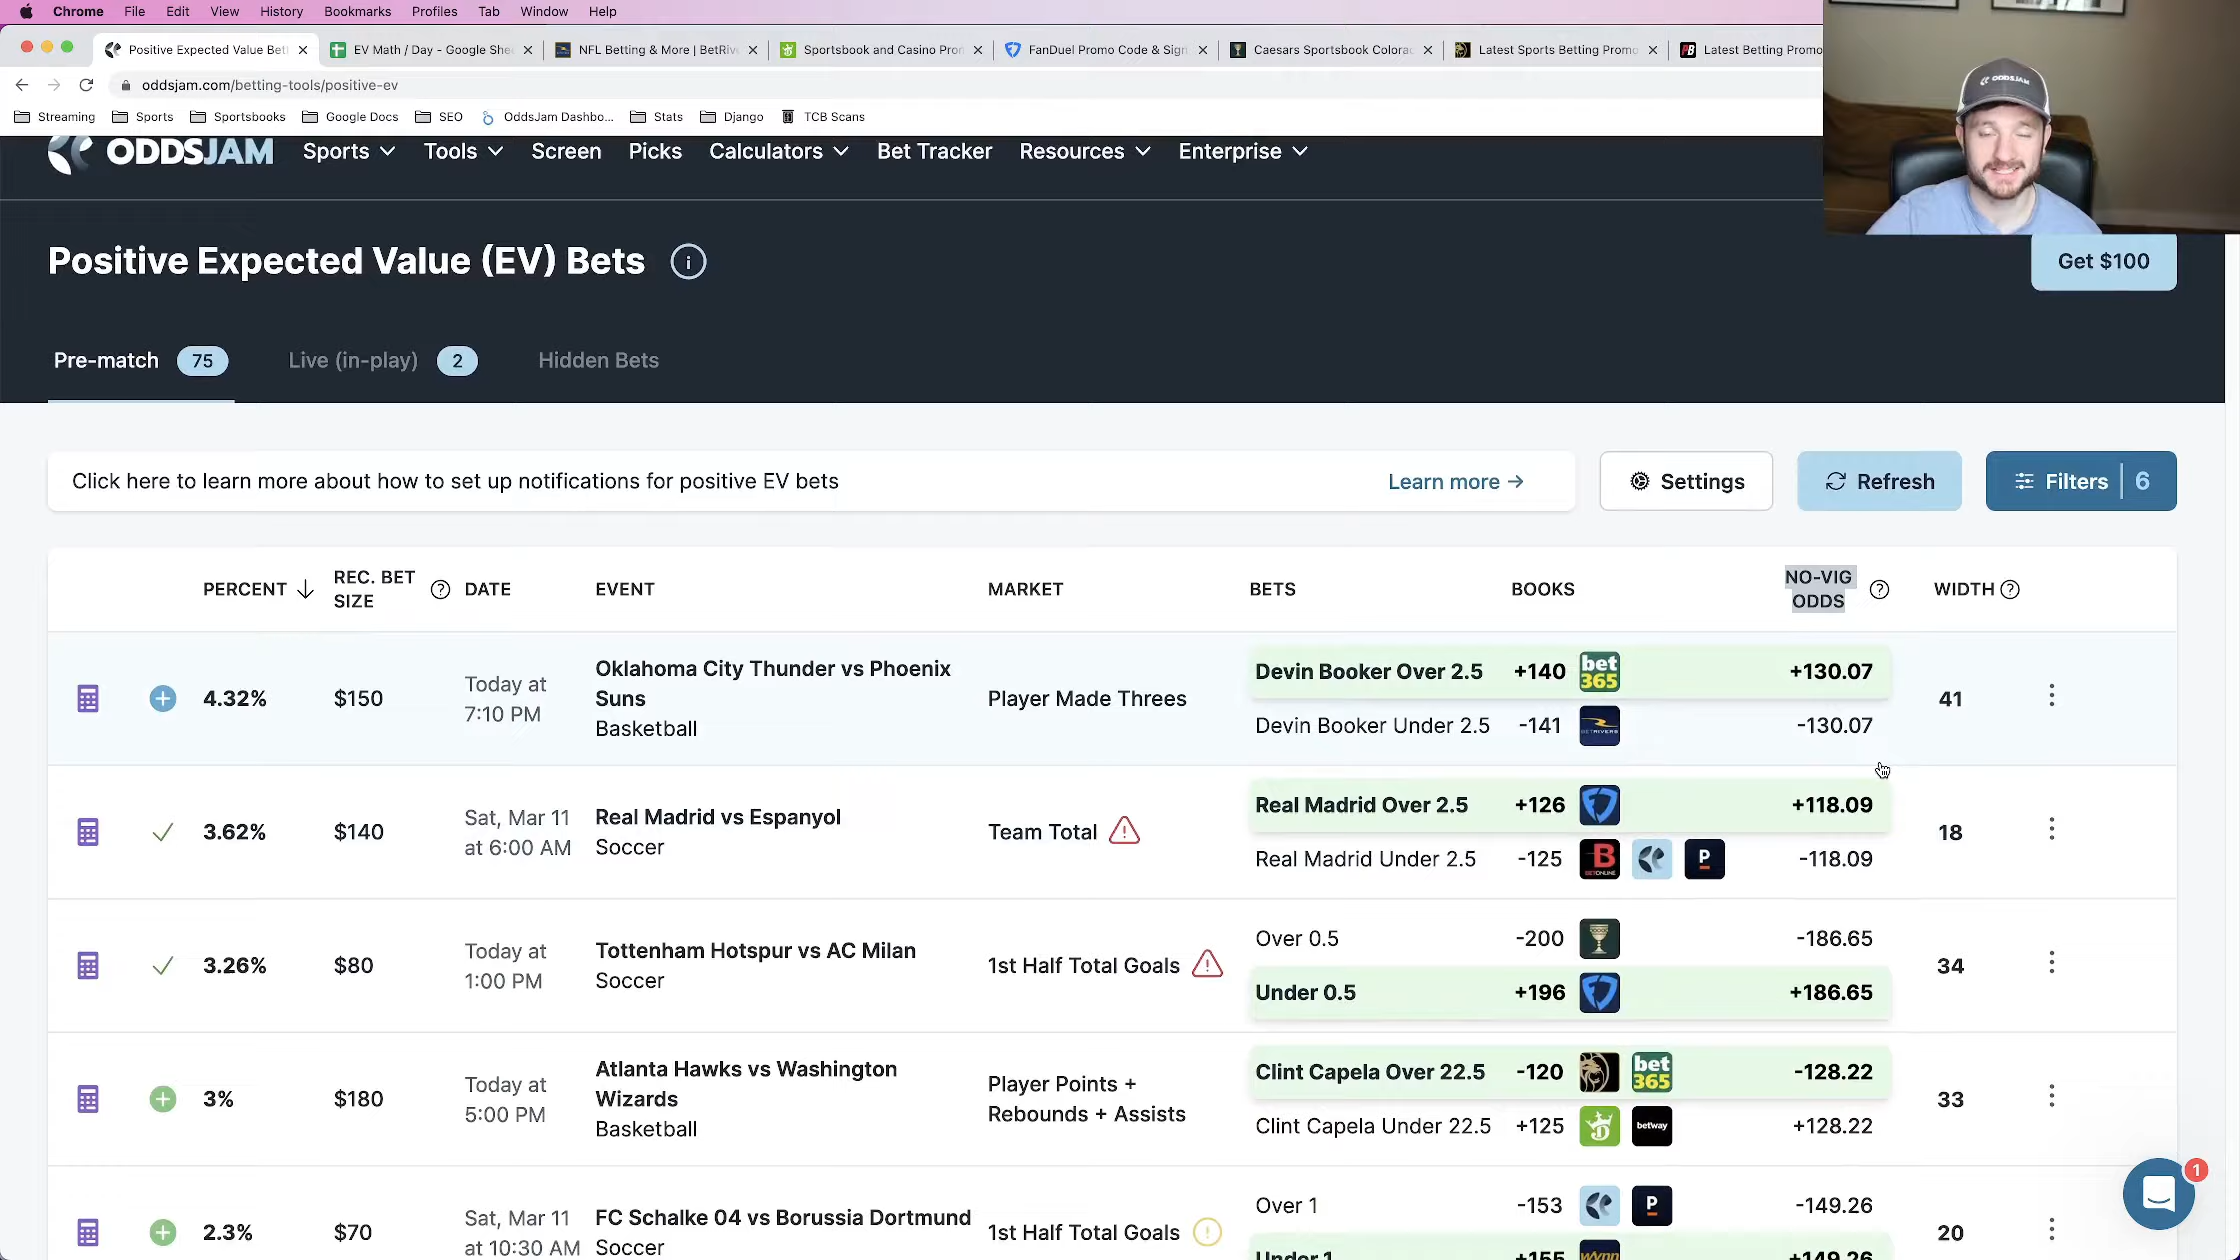 Chrome File Edit View History Bookmarks Profiles Tab Window Help
Positive Expected Value Bet EV Math / Day - Google She NFL Betting & More | BetRiv Sportsbook and Casino Pro FanDuel Promo Code & Sig Caesars Sportsbook Colora Latest Sports Betting Promo Latest Betting Promo
oddsjam.com/betting-tools/positive-ev
Streaming Sports Sportsbooks Google Docs SEO OddsJam Dashbo... Stats Django TCB Scans
ODDSJAM Sports Tools Screen Picks Calculators Bet Tracker Resources Enterprise
ODDSJAM
Positive Expected Value (EV) Bets
Get $100
Pre-match 75 Live (in-play) 2 Hidden Bets
Click here to learn more about how to set up notifications for positive EV bets Learn more → Settings Refresh Filters 6
PERCENT REC. BET SIZE DATE EVENT MARKET BETS BOOKS NO-VIG ODDS WIDTH
4.32% $150 Today at 7:10 PM
Oklahoma City Thunder vs Phoenix Suns
Basketball
Player Made Threes
Devin Booker Over 2.5 +140 bet365 +130.07
Devin Booker Under 2.5 -141 BETRIVERS -130.07
41
3.62% $140 Sat, Mar 11 at 6:00 AM
Real Madrid vs Espanyol
Soccer
Team Total
Real Madrid Over 2.5 +126 +118.09
Real Madrid Under 2.5 -125 B BETONLINE P -118.09
18
3.26% $80 Today at 1:00 PM
Tottenham Hotspur vs AC Milan
Soccer
1st Half Total Goals
Over 0.5 -200 -186.65
Under 0.5 +196 +186.65
34
3% $180 Today at 5:00 PM
Atlanta Hawks vs Washington Wizards
Basketball
Player Points + Rebounds + Assists
Clint Capela Over 22.5 -120 bet365 -128.22
Clint Capela Under 22.5 +125 betway +128.22
33
2.3% $70 Sat, Mar 11 at 10:30 AM
FC Schalke 04 vs Borussia Dortmund
Soccer
1st Half Total Goals
Over 1 -153 P -149.26
Under 1 +155 WYNN +149.26
20
1